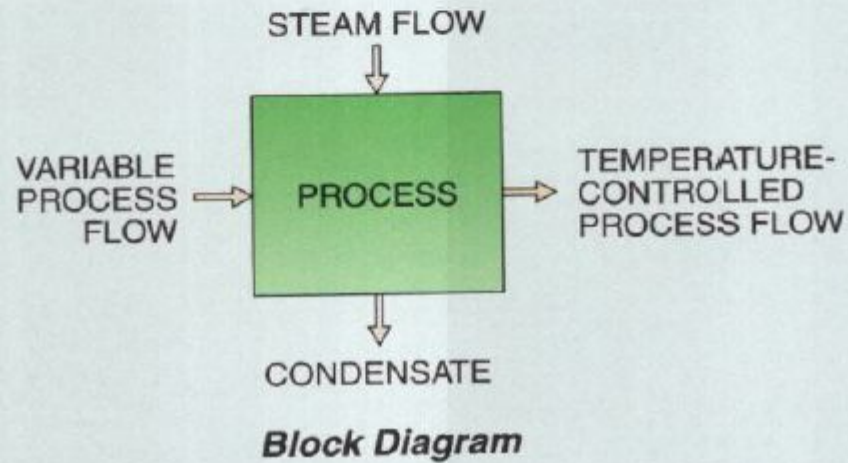 STEAM FLOW
VARIABLE
PROCESS
FLOW
PROCESS
TEMPERATURE-
CONTROLLED
PROCESS FLOW
CONDENSATE
Block Diagram